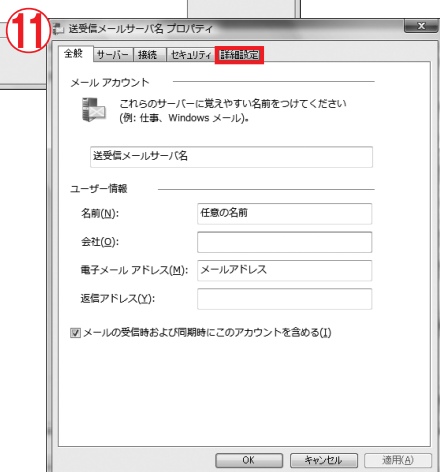 ⑪
送受信メールサーバ名 プロパティ
全般 サーバー 接続 セキュリティ 詳細設定
メール アカウント
これらのサーバーに覚えやすい名前をつけてください
(例: 仕事、Windows メール)。
送受信メールサーバ名
ユーザー情報
名前(N): 任意の名前
会社(O):
電子メール アドレス(M): メールアドレス
返信アドレス(Y):
メールの受信時および同期時にこのアカウントを含める(I)
OK キャンセル 適用(A)